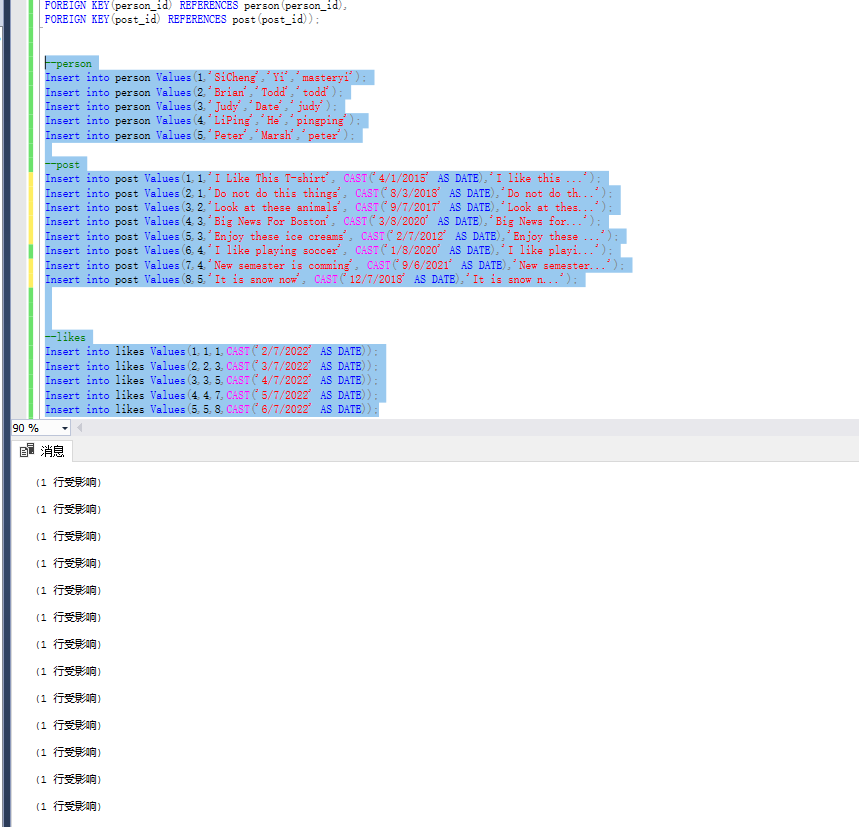 FOREIGN KEY(person_id) REFERENCES person(person_id),
FOREIGN KEY(post_id) REFERENCES post(post_id));
--person
Insert into person Values(1,'SiCheng','Yi','masteryi');
Insert into person Values(2,'Brian','Todd','todd');
Insert into person Values(3,'Judy','Date','judy');
Insert into person Values(4,'LiPing','He','pingping');
Insert into person Values(5,'Peter','Marsh','peter');
--post
Insert into post Values(1,1,'I Like This T-shirt', CAST('4/1/2015' AS DATE),'I like this ...');
Insert into post Values(2,1,'Do not do this things', CAST('8/3/2018' AS DATE),'Do not do th...');
Insert into post Values(3,2,'Look at these animals', CAST('9/7/2017' AS DATE),'Look at thes...');
Insert into post Values(4,3,'Big News For Boston', CAST('3/8/2020' AS DATE),'Big News for...');
Insert into post Values(5,3,'Enjoy these ice creams', CAST('2/7/2012' AS DATE),'Enjoy these ...');
Insert into post Values(6,4,'I like playing soccer', CAST('1/8/2020' AS DATE),'I like playi...');
Insert into post Values(7,4,'New semester is comming', CAST('9/6/2021' AS DATE),'New semester...');
Insert into post Values(8,5,'It is snow now', CAST('12/7/2018' AS DATE),'It is snow n...');
--likes
Insert into likes Values(1,1,1,CAST('2/7/2022' AS DATE));
Insert into likes Values(2,2,3,CAST('3/7/2022' AS DATE));
Insert into likes Values(3,3,5,CAST('4/7/2022' AS DATE));
Insert into likes Values(4,4,7,CAST('5/7/2022' AS DATE));
Insert into likes Values(5,5,8,CAST('6/7/2022' AS DATE));
90 %
消息
(1 行受影响)
(1 行受影响)
(1 行受影响)
(1 行受影响)
(1 行受影响)
(1 行受影响)
(1 行受影响)
(1 行受影响)
(1 行受影响)
(1 行受影响)
(1 行受影响)
(1 行受影响)
(1 行受影响)